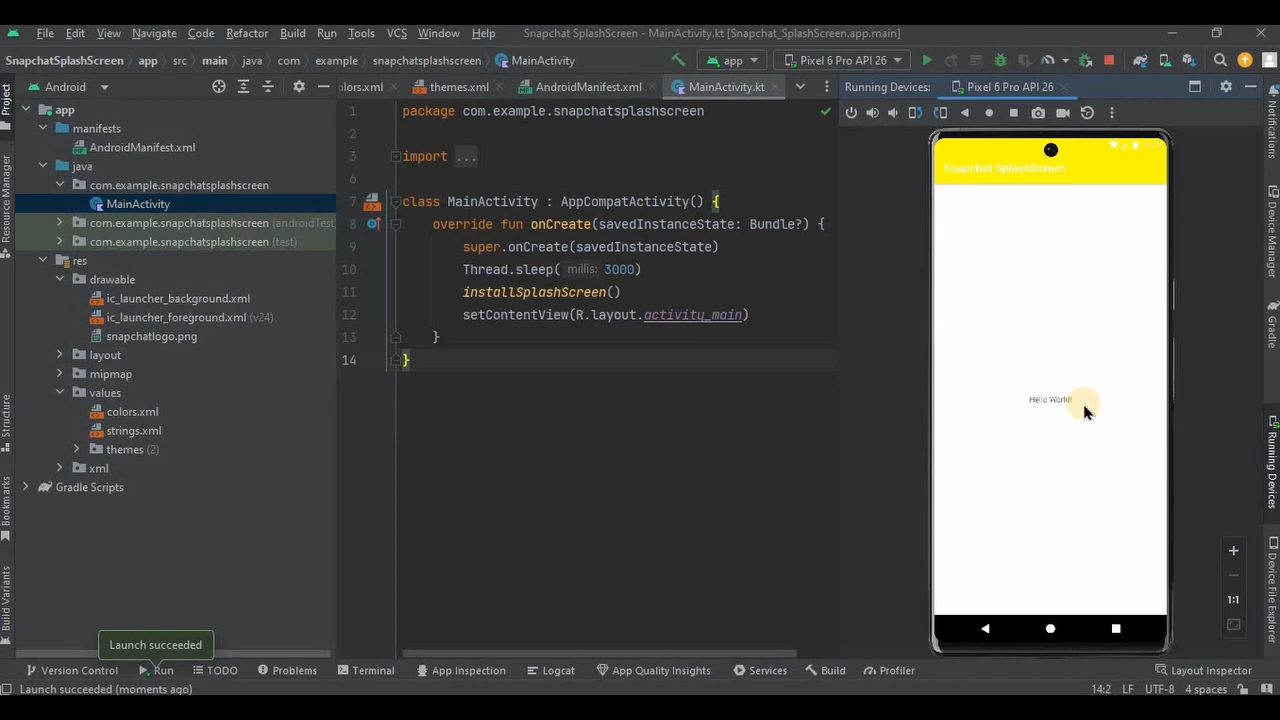 File Edit View Navigate Code Refactor Build Run Tools VCS Window Help Snapchat SplashScreen - MainActivity.kt [Snapchat_SplashScreen.app.main]
SnapchatSplashScreen app src main java com example snapchatsplashscreen MainActivity app Pixel 6 Pro API 26
Android olors.xml themes.xml AndroidManifest.xml MainActivity.kt Running Devices: Pixel 6 Pro API 26
Project
Resource Manager
Structure
Bookmarks
Build Variants
app
manifests
AndroidManifest.xml
java
com.example.snapchatsplashscreen
MainActivity
com.example.snapchatsplashscreen (androidTest
com.example.snapchatsplashscreen (test)
res
drawable
ic_launcher_background.xml
ic_launcher_foreground.xml (v24)
snapchatlogo.png
layout
mipmap
values
colors.xml
strings.xml
themes (2)
xml
Gradle Scripts
1 package com.example.snapchatsplashscreen
2
3 import ...
6
7 class MainActivity : AppCompatActivity() {
8 override fun onCreate(savedInstanceState: Bundle?) {
9 super.onCreate(savedInstanceState)
10 Thread.sleep( millis: 3000)
11 installSplashScreen()
12 setContentView(R.layout.activity_main)
13 }
14 }
Snapchat SplashScreen
Hello World!
1:1
Notifications
Device Manager
Gradle
Running Devices
Device File Explorer
Launch succeeded
Version Control Run TODO Problems Terminal App Inspection Logcat App Quality Insights Services Build Profiler Layout Inspector
Launch succeeded (moments ago) 14:2 LF UTF-8 4 spaces